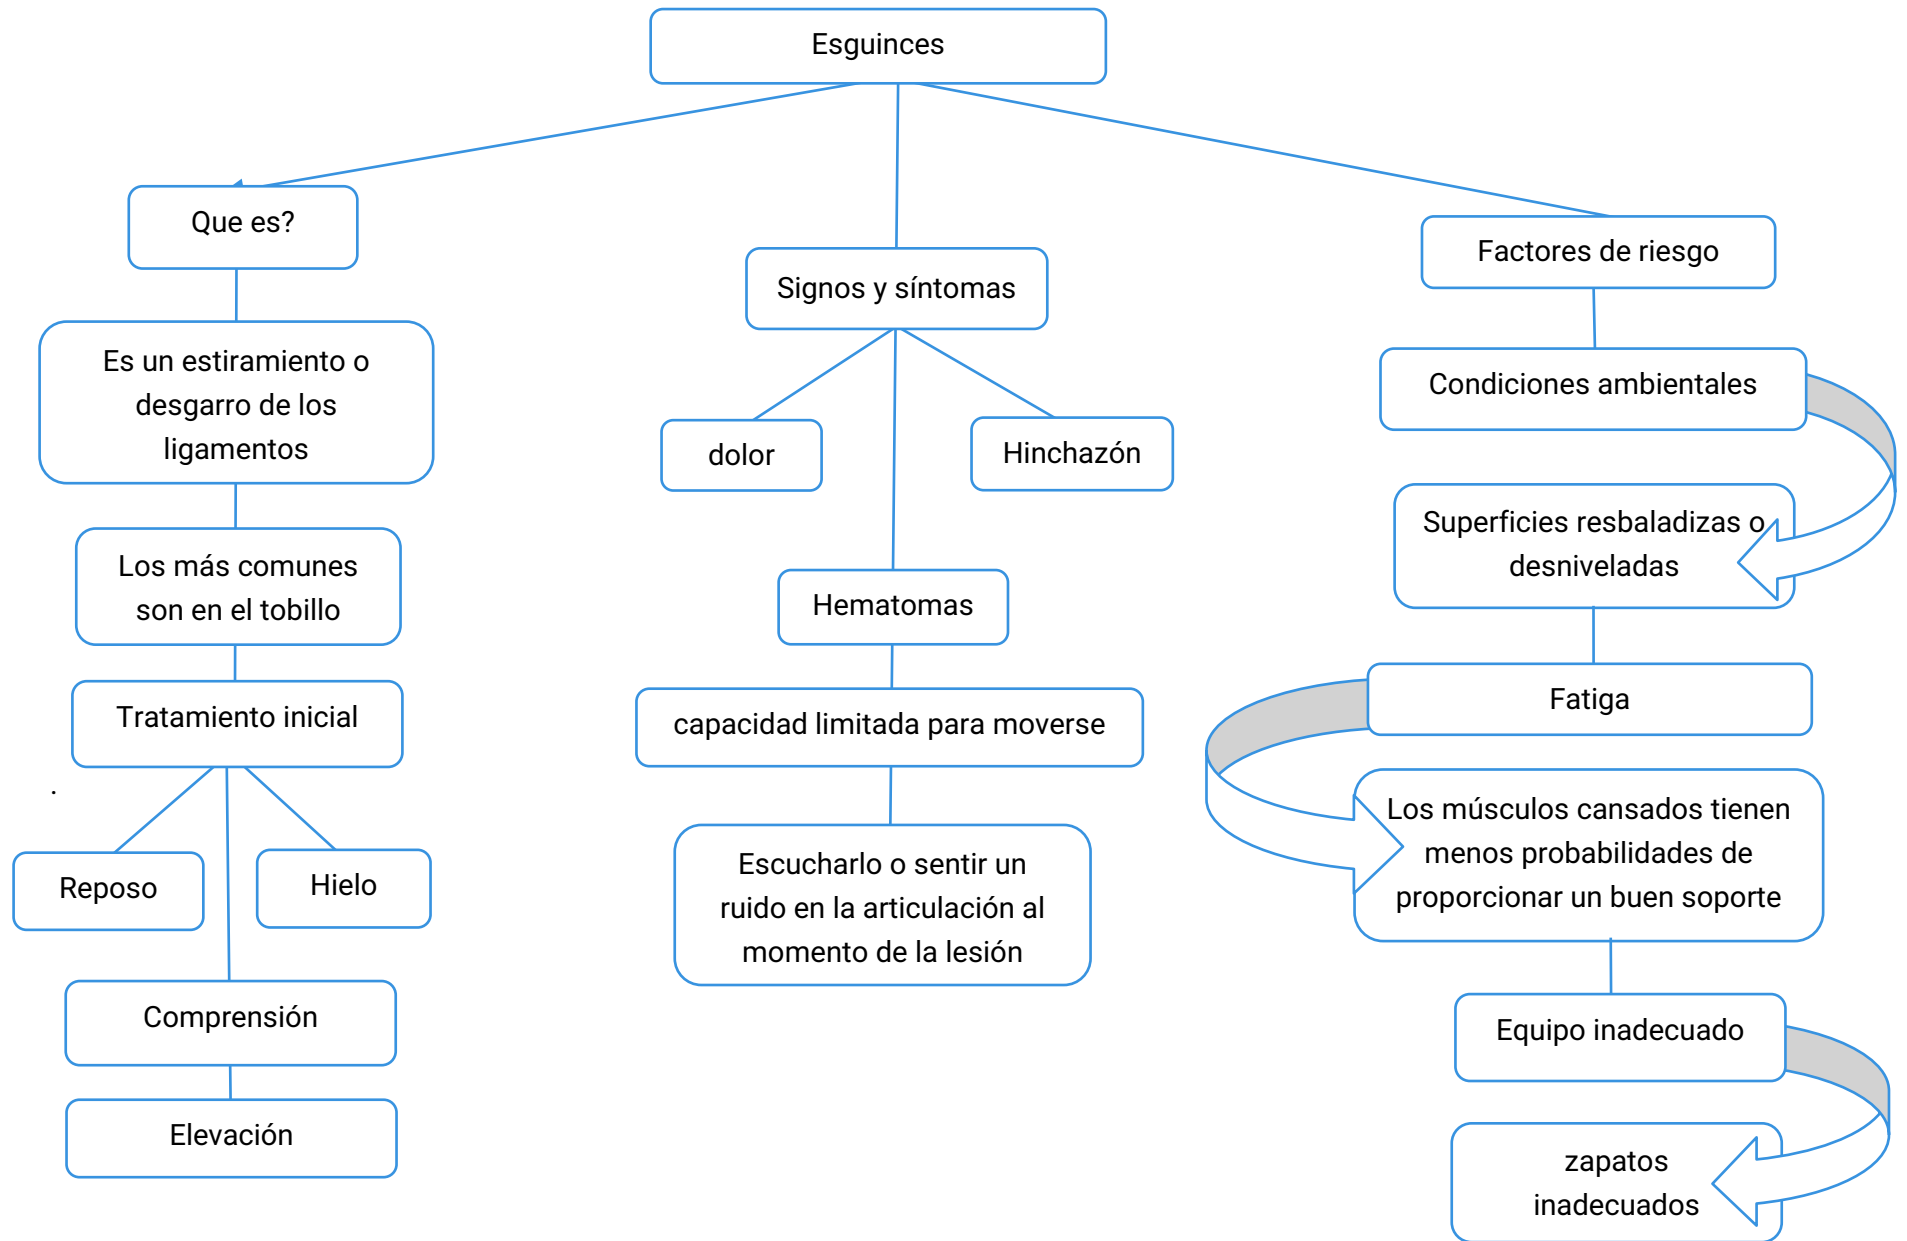 Esguinces
Que es?
Es un estiramiento o
desgarro de los
ligamentos
Los más comunes
son en el tobillo
Tratamiento inicial
.
Reposo
Hielo
Comprensión
Elevación
Signos y síntomas
dolor
Hinchazón
Hematomas
capacidad limitada para moverse
Escucharlo o sentir un
ruido en la articulación al
momento de la lesión
Factores de riesgo
Condiciones ambientales
Superficies resbaladizas o
desniveladas
Fatiga
Los músculos cansados tienen
menos probabilidades de
proporcionar un buen soporte
Equipo inadecuado
zapatos
inadecuados